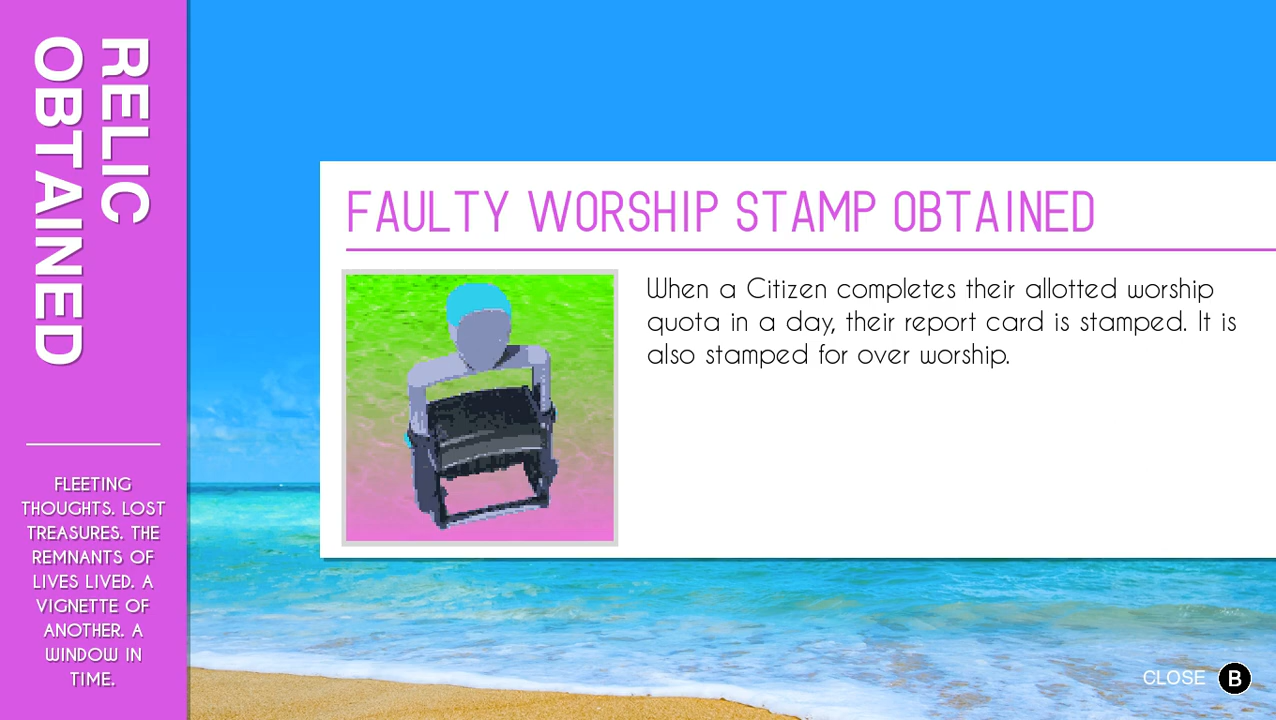 RELIC
OBTAINED
FLEETING
THOUGHTS. LOST
TREASURES. THE
REMNANTS OF
LIVES LIVED. A
VIGNETTE OF
ANOTHER. A
WINDOW IN
TIME.
FAULTY WORSHIP STAMP OBTAINED
When a Citizen completes their allotted worship
quota in a day, their report card is stamped. It is
also stamped for over worship.
CLOSE B